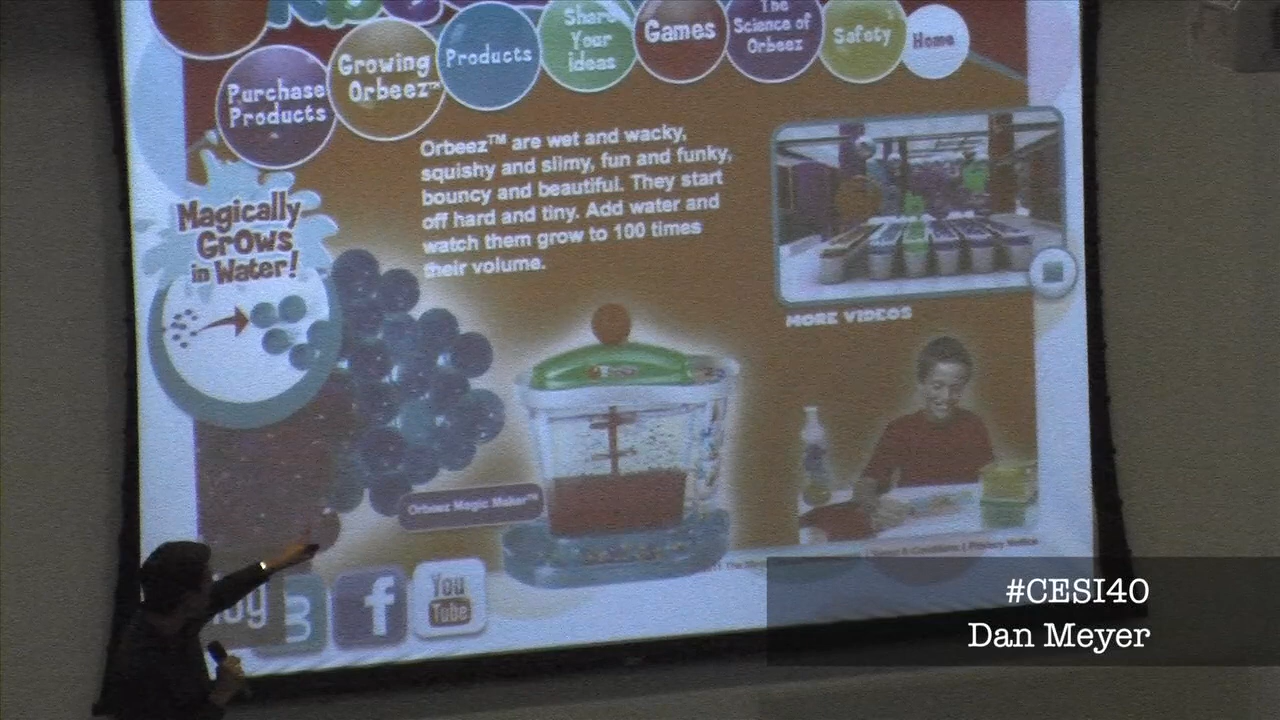 Share
Your
Ideas
Games
The
Science of
Orbeez
Safety
Home
Products
Growing
Orbeez™
Purchase
Products
Orbeez™ are wet and wacky,
squishy and slimy, fun and funky,
bouncy and beautiful. They start
off hard and tiny. Add water and
watch them grow to 100 times
their volume.
Magically
Grows
in Water!
MORE VIDEOS
Orbeez Magic Maker™
f
You
Tube
& Conditions | Privacy Notice
#CESI40
Dan Meyer